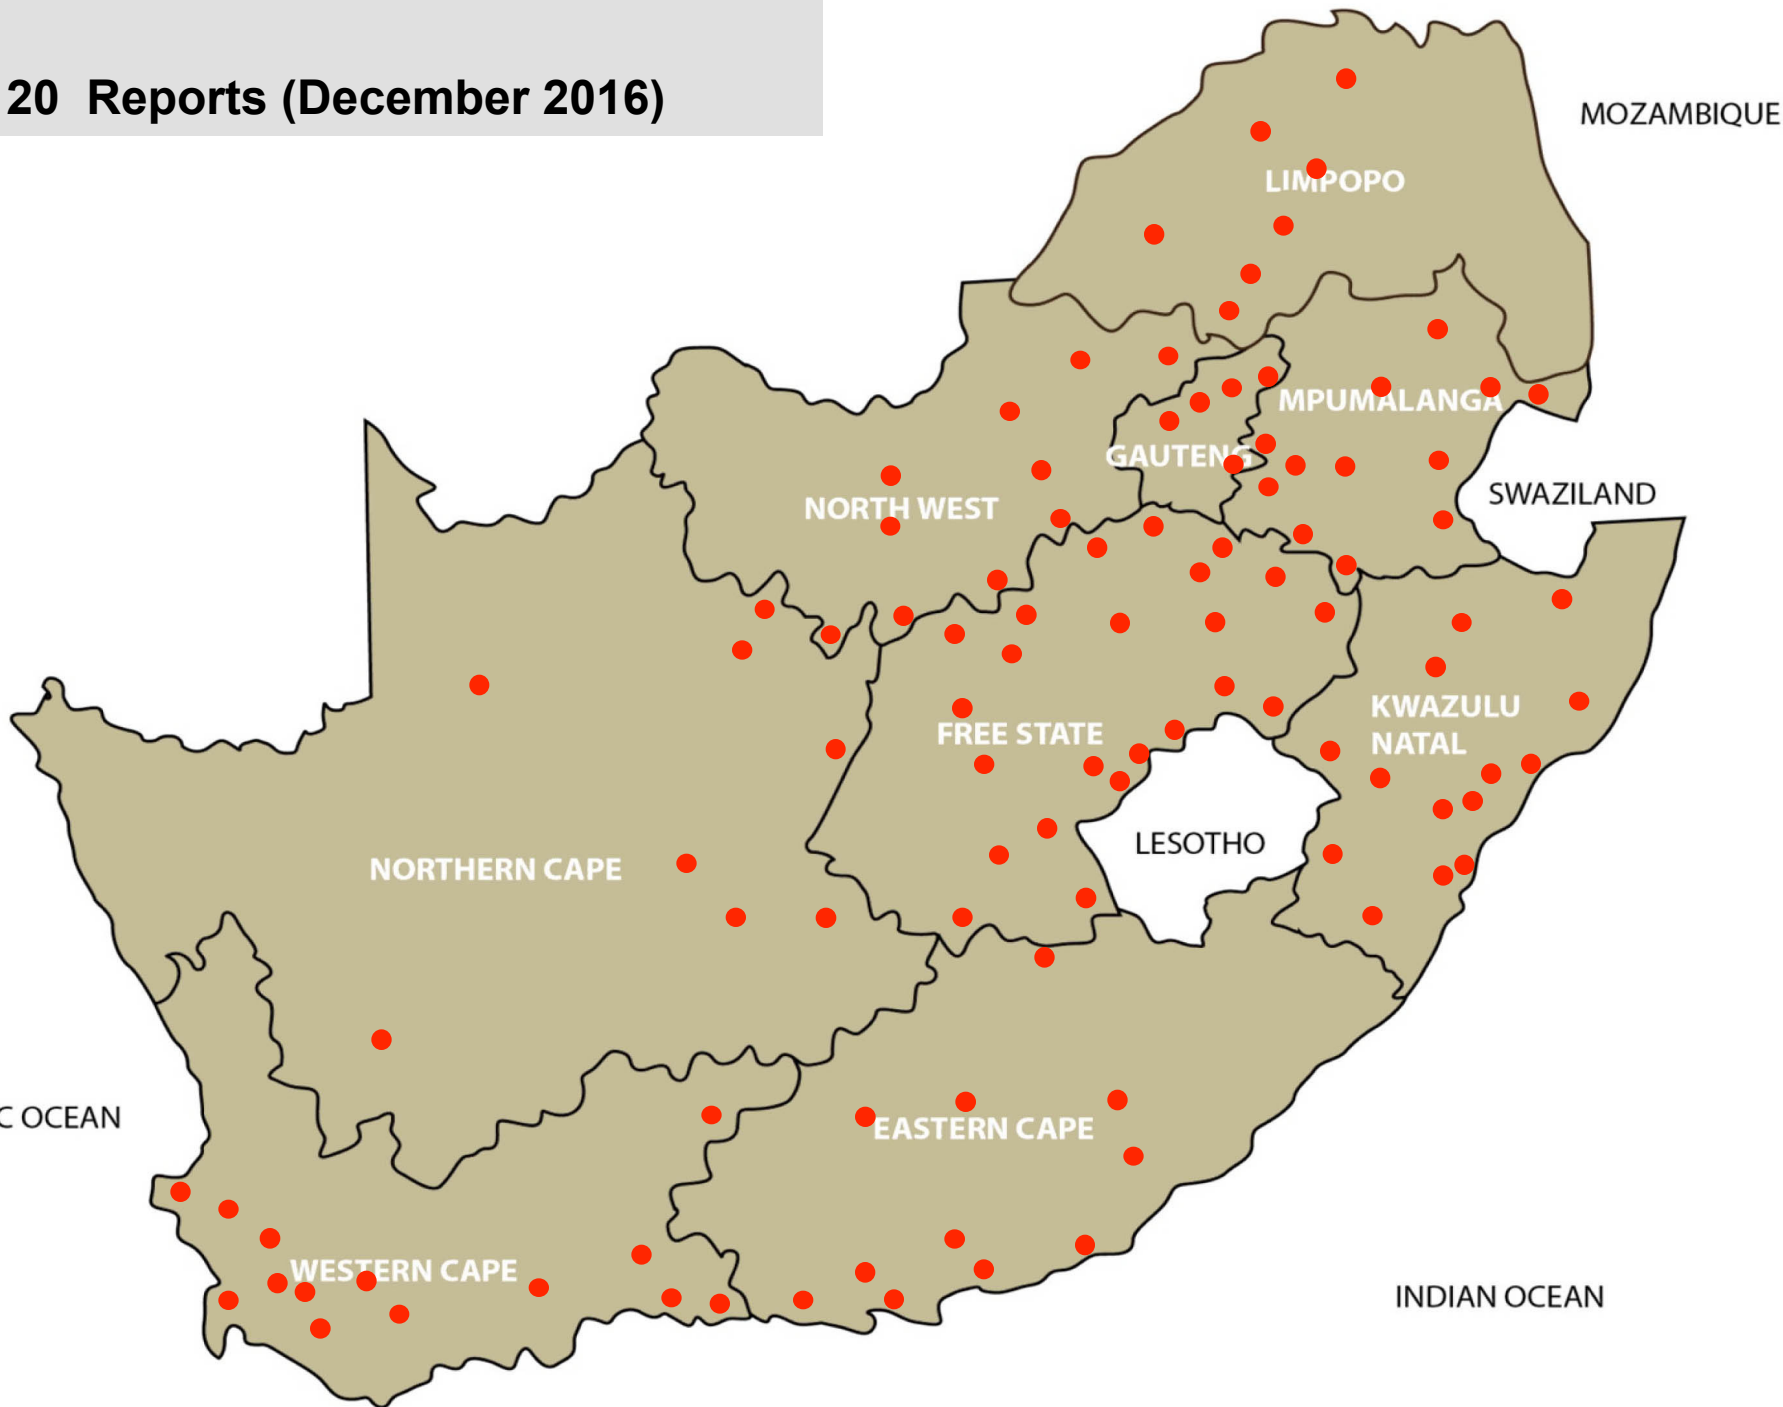 20 Reports (December 2016)
MOZAMBIQUE
LIMPOPO
MPUMALANGA
GAUTENG
SWAZILAND
NORTH WEST
KWAZULU
NATAL
FREE STATE
LESOTHO
NORTHERN CAPE
C OCEAN
EASTERN CAPE
WESTERN CAPE
INDIAN OCEAN